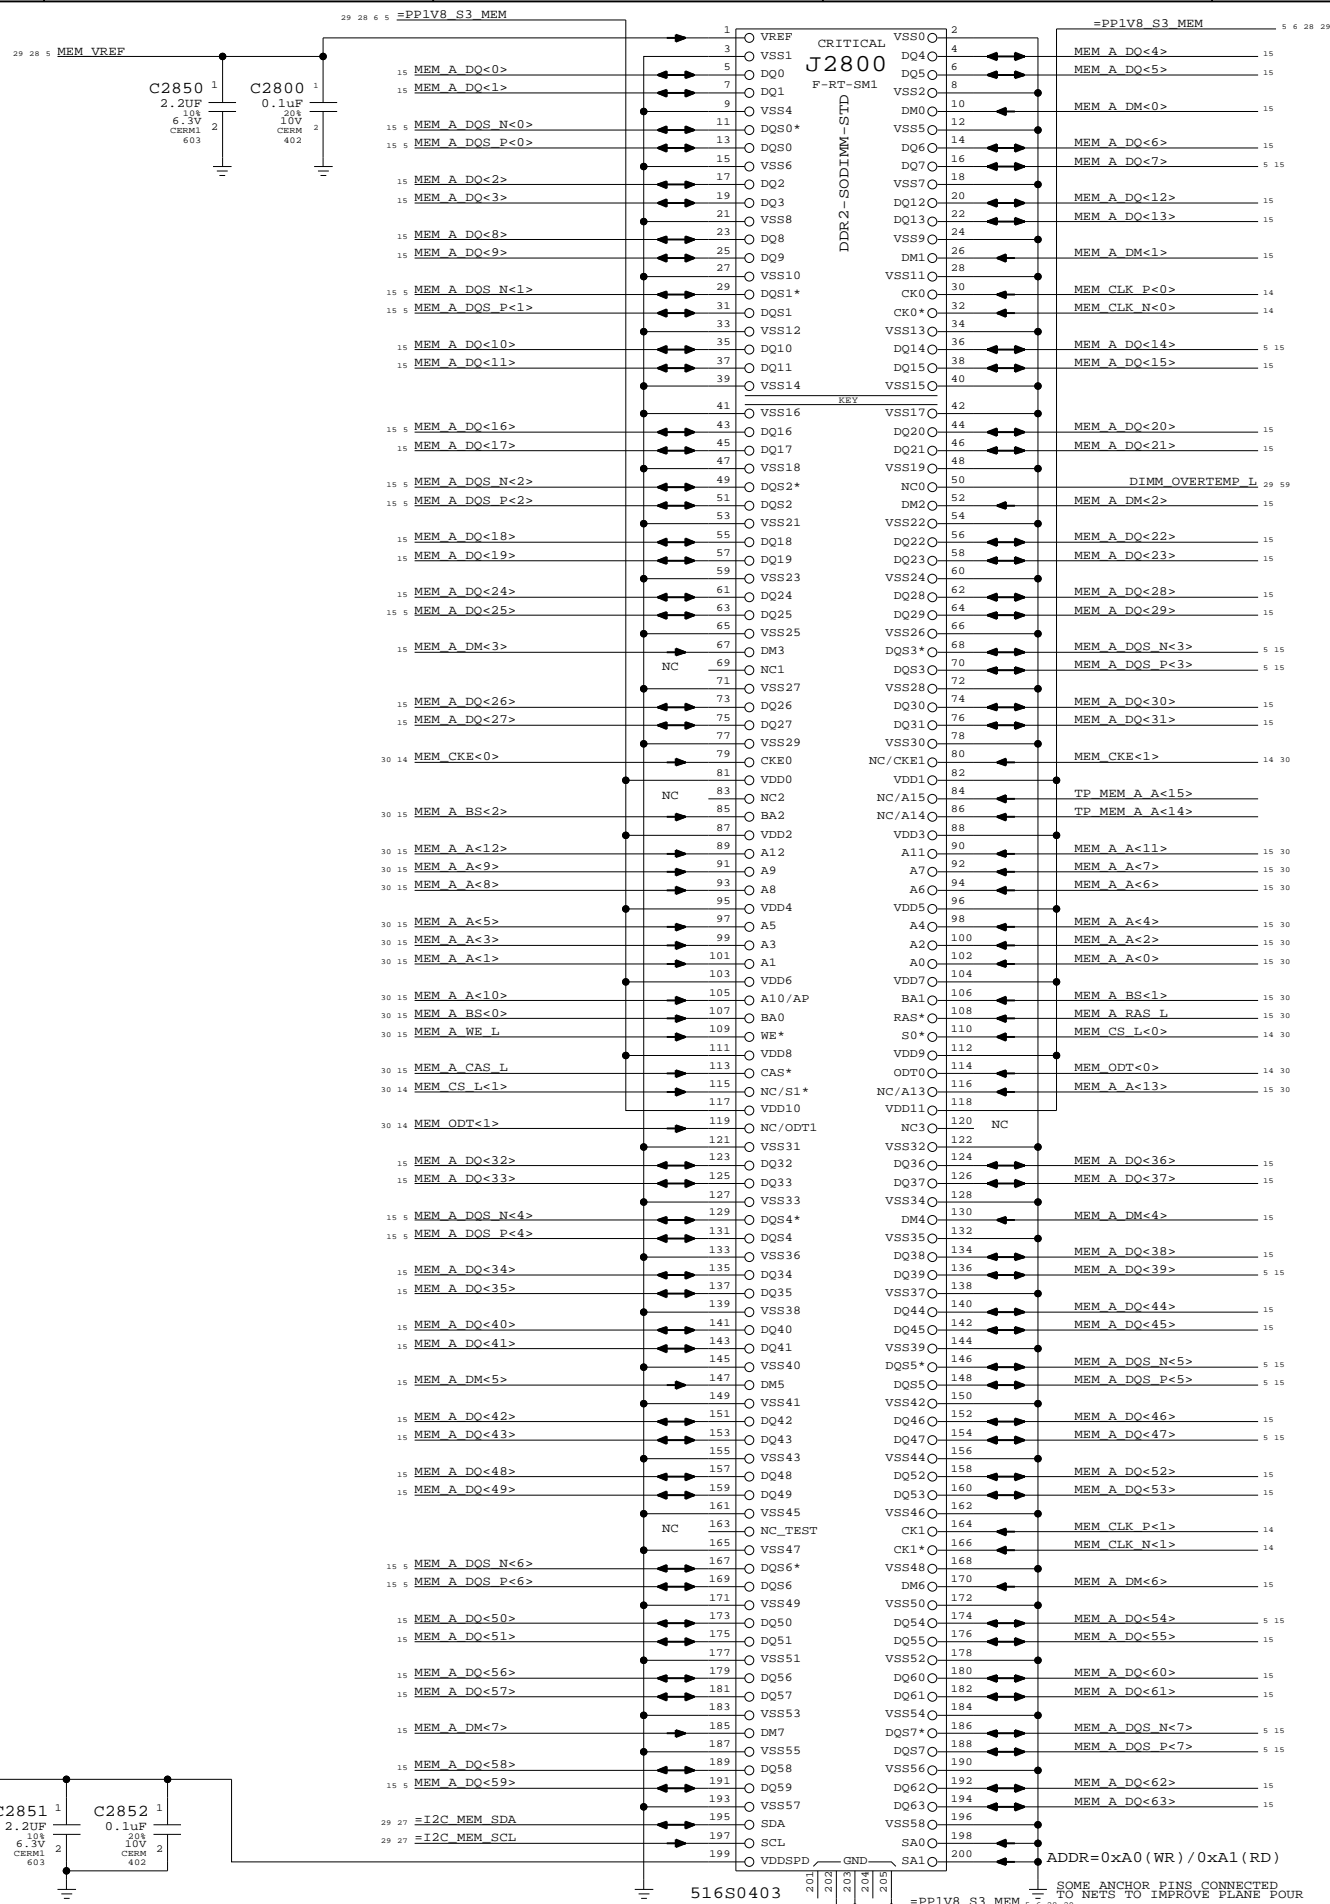 29 28 6 5 =PP1V8_S3_MEM
=PP1V8_S3_MEM 5 6 28 29
29 28 5 MEM_VREF
C2850 1
2.2UF
10%
6.3V
CERM1
603
2
C2800 1
0.1uF
20%
10V
CERM
402
2
CRITICAL
J2800
F-RT-SM1
DDR2-SODIMM-STD
1 VREF VSS0 2
3 VSS1 DQ4 4 MEM_A_DQ<4> 15
15 MEM_A_DQ<0> 5 DQ0 DQ5 6 MEM_A_DQ<5> 15
15 MEM_A_DQ<1> 7 DQ1 VSS2 8
9 VSS4 DM0 10 MEM_A_DM<0> 15
15 5 MEM_A_DQS_N<0> 11 DQS0* VSS5 12
15 5 MEM_A_DQS_P<0> 13 DQS0 DQ6 14 MEM_A_DQ<6> 15
15 VSS6 DQ7 16 MEM_A_DQ<7> 5 15
15 MEM_A_DQ<2> 17 DQ2 VSS7 18
15 MEM_A_DQ<3> 19 DQ3 DQ12 20 MEM_A_DQ<12> 15
21 VSS8 DQ13 22 MEM_A_DQ<13> 15
15 MEM_A_DQ<8> 23 DQ8 VSS9 24
15 MEM_A_DQ<9> 25 DQ9 DM1 26 MEM_A_DM<1> 15
27 VSS10 VSS11 28
15 5 MEM_A_DQS_N<1> 29 DQS1* CK0 30 MEM_CLK_P<0> 14
15 5 MEM_A_DQS_P<1> 31 DQS1 CK0* 32 MEM_CLK_N<0> 14
33 VSS12 VSS13 34
15 MEM_A_DQ<10> 35 DQ10 DQ14 36 MEM_A_DQ<14> 5 15
15 MEM_A_DQ<11> 37 DQ11 DQ15 38 MEM_A_DQ<15> 15
39 VSS14 VSS15 40
KEY
41 VSS16 VSS17 42
15 5 MEM_A_DQ<16> 43 DQ16 DQ20 44 MEM_A_DQ<20> 15
15 MEM_A_DQ<17> 45 DQ17 DQ21 46 MEM_A_DQ<21> 15
47 VSS18 VSS19 48
15 5 MEM_A_DQS_N<2> 49 DQS2* NC0 50 DIMM_OVERTEMP_L 29 59
15 5 MEM_A_DQS_P<2> 51 DQS2 DM2 52 MEM_A_DM<2> 15
53 VSS21 VSS22 54
15 MEM_A_DQ<18> 55 DQ18 DQ22 56 MEM_A_DQ<22> 15
15 MEM_A_DQ<19> 57 DQ19 DQ23 58 MEM_A_DQ<23> 15
59 VSS23 VSS24 60
15 MEM_A_DQ<24> 61 DQ24 DQ28 62 MEM_A_DQ<28> 15
15 5 MEM_A_DQ<25> 63 DQ25 DQ29 64 MEM_A_DQ<29> 15
65 VSS25 VSS26 66
15 MEM_A_DM<3> 67 DM3 DQS3* 68 MEM_A_DQS_N<3> 5 15
NC 69 NC1 DQS3 70 MEM_A_DQS_P<3> 5 15
71 VSS27 VSS28 72
15 MEM_A_DQ<26> 73 DQ26 DQ30 74 MEM_A_DQ<30> 15
15 MEM_A_DQ<27> 75 DQ27 DQ31 76 MEM_A_DQ<31> 15
77 VSS29 VSS30 78
30 14 MEM_CKE<0> 79 CKE0 NC/CKE1 80 MEM_CKE<1> 14 30
81 VDD0 VDD1 82
NC 83 NC2 NC/A15 84 TP_MEM_A_A<15>
30 15 MEM_A_BS<2> 85 BA2 NC/A14 86 TP_MEM_A_A<14>
87 VDD2 VDD3 88
30 15 MEM_A_A<12> 89 A12 A11 90 MEM_A_A<11> 15 30
30 15 MEM_A_A<9> 91 A9 A7 92 MEM_A_A<7> 15 30
30 15 MEM_A_A<8> 93 A8 A6 94 MEM_A_A<6> 15 30
95 VDD4 VDD5 96
30 15 MEM_A_A<5> 97 A5 A4 98 MEM_A_A<4> 15 30
30 15 MEM_A_A<3> 99 A3 A2 100 MEM_A_A<2> 15 30
30 15 MEM_A_A<1> 101 A1 A0 102 MEM_A_A<0> 15 30
103 VDD6 VDD7 104
30 15 MEM_A_A<10> 105 A10/AP BA1 106 MEM_A_BS<1> 15 30
30 15 MEM_A_BS<0> 107 BA0 RAS* 108 MEM_A_RAS_L 15 30
30 15 MEM_A_WE_L 109 WE* S0* 110 MEM_CS_L<0> 14 30
111 VDD8 VDD9 112
30 15 MEM_A_CAS_L 113 CAS* ODT0 114 MEM_ODT<0> 14 30
30 14 MEM_CS_L<1> 115 NC/S1* NC/A13 116 MEM_A_A<13> 15 30
117 VDD10 VDD11 118
30 14 MEM_ODT<1> 119 NC/ODT1 NC3 120 NC
121 VSS31 VSS32 122
15 MEM_A_DQ<32> 123 DQ32 DQ36 124 MEM_A_DQ<36> 15
15 MEM_A_DQ<33> 125 DQ33 DQ37 126 MEM_A_DQ<37> 15
127 VSS33 VSS34 128
15 5 MEM_A_DQS_N<4> 129 DQS4* DM4 130 MEM_A_DM<4> 15
15 5 MEM_A_DQS_P<4> 131 DQS4 VSS35 132
133 VSS36 DQ38 134 MEM_A_DQ<38> 15
15 MEM_A_DQ<34> 135 DQ34 DQ39 136 MEM_A_DQ<39> 5 15
15 MEM_A_DQ<35> 137 DQ35 VSS37 138
139 VSS38 DQ44 140 MEM_A_DQ<44> 15
15 MEM_A_DQ<40> 141 DQ40 DQ45 142 MEM_A_DQ<45> 15
15 MEM_A_DQ<41> 143 DQ41 VSS39 144
145 VSS40 DQS5* 146 MEM_A_DQS_N<5> 5 15
15 MEM_A_DM<5> 147 DM5 DQS5 148 MEM_A_DQS_P<5> 5 15
149 VSS41 VSS42 150
15 MEM_A_DQ<42> 151 DQ42 DQ46 152 MEM_A_DQ<46> 15
15 MEM_A_DQ<43> 153 DQ43 DQ47 154 MEM_A_DQ<47> 5 15
155 VSS43 VSS44 156
15 MEM_A_DQ<48> 157 DQ48 DQ52 158 MEM_A_DQ<52> 15
15 MEM_A_DQ<49> 159 DQ49 DQ53 160 MEM_A_DQ<53> 15
161 VSS45 VSS46 162
NC 163 NC_TEST CK1 164 MEM_CLK_P<1> 14
165 VSS47 CK1* 166 MEM_CLK_N<1> 14
15 5 MEM_A_DQS_N<6> 167 DQS6* VSS48 168
15 5 MEM_A_DQS_P<6> 169 DQS6 DM6 170 MEM_A_DM<6> 15
171 VSS49 VSS50 172
15 MEM_A_DQ<50> 173 DQ50 DQ54 174 MEM_A_DQ<54> 5 15
15 MEM_A_DQ<51> 175 DQ51 DQ55 176 MEM_A_DQ<55> 15
177 VSS51 VSS52 178
15 MEM_A_DQ<56> 179 DQ56 DQ60 180 MEM_A_DQ<60> 15
15 MEM_A_DQ<57> 181 DQ57 DQ61 182 MEM_A_DQ<61> 15
183 VSS53 VSS54 184
15 MEM_A_DM<7> 185 DM7 DQS7* 186 MEM_A_DQS_N<7> 5 15
187 VSS55 DQS7 188 MEM_A_DQS_P<7> 5 15
15 MEM_A_DQ<58> 189 DQ58 VSS56 190
15 5 MEM_A_DQ<59> 191 DQ59 DQ62 192 MEM_A_DQ<62> 15
193 VSS57 DQ63 194 MEM_A_DQ<63> 15
29 27 =I2C_MEM_SDA 195 SDA VSS58 196
29 27 =I2C_MEM_SCL 197 SCL SA0 198
199 VDDSPD GND SA1 200
C2851 1
2.2UF
10%
6.3V
CERM1
603
2
C2852 1
0.1uF
20%
10V
CERM
402
2
ADDR=0xA0(WR)/0xA1(RD)
201 202 203 204 205
516S0403
SOME ANCHOR PINS CONNECTED
TO NETS TO IMPROVE PLANE POUR
=PP1V8_S3_MEM